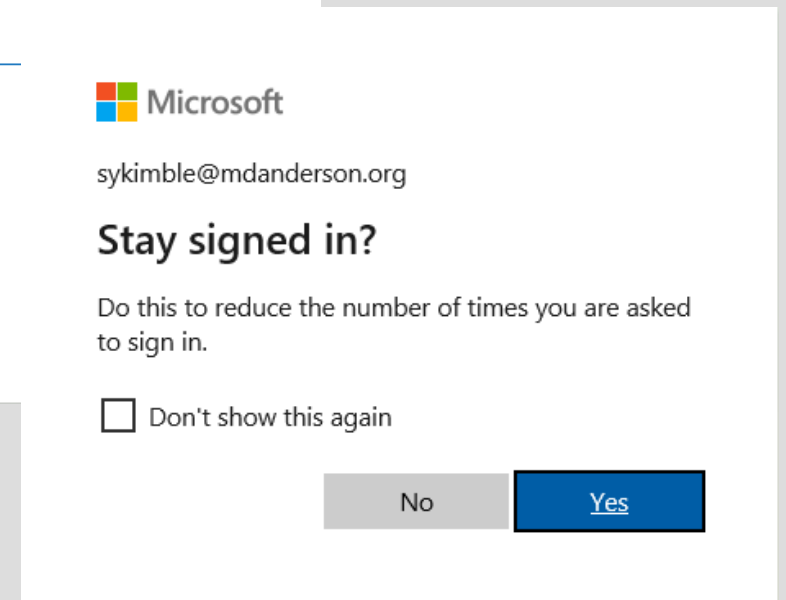 Microsoft
sykimble@mdanderson.org
Stay signed in?
Do this to reduce the number of times you are asked
to sign in.
Don't show this again
No
Yes